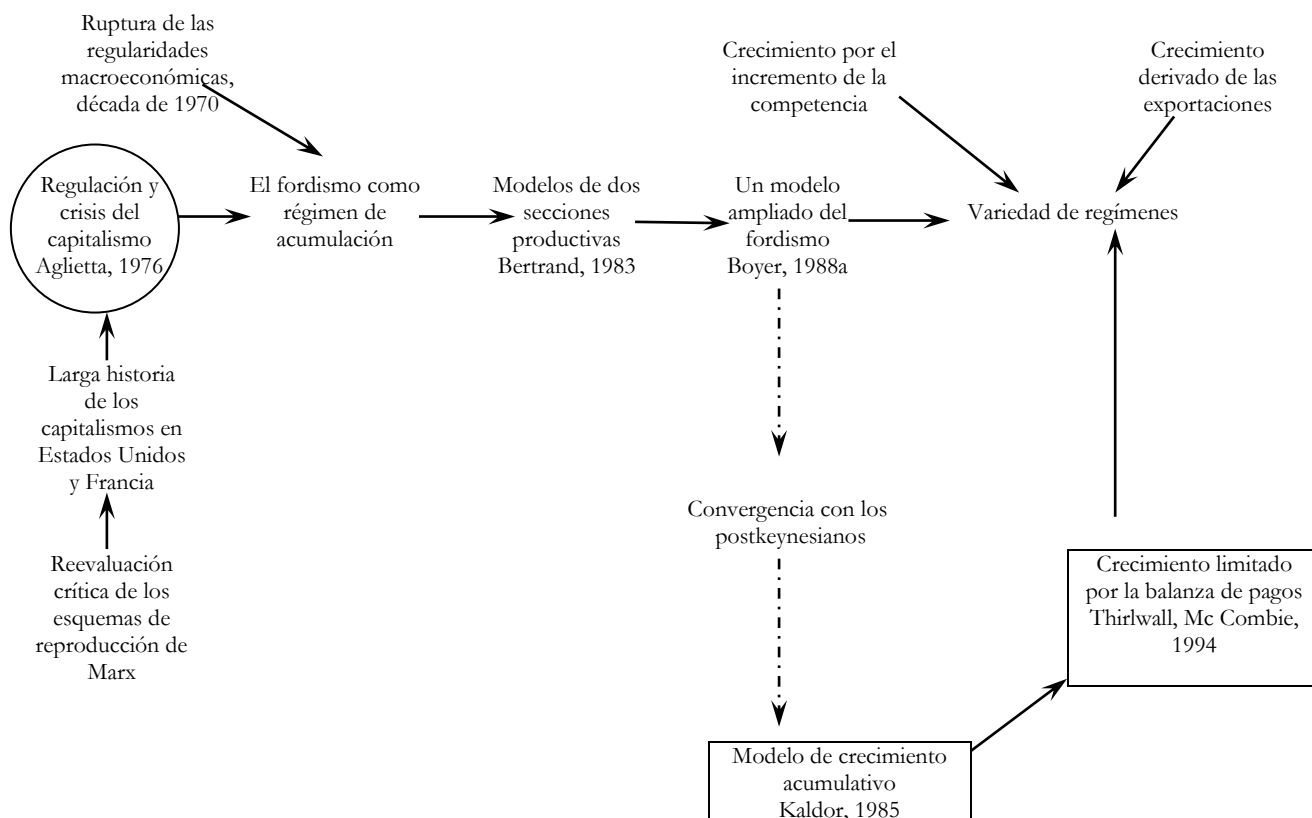 Ruptura de las
regularidades
macroeconómicas,
década de 1970
Crecimiento por el
incremento de la
competencia
Crecimiento
derivado de las
exportaciones
Regulación y
crisis del
capitalismo
Aglietta, 1976
El fordismo como
régimen de
acumulación
Modelos de dos
secciones
productivas
Bertrand, 1983
Un modelo
ampliado del
fordismo
Boyer, 1988a
Variedad de regímenes
Larga historia
de los
capitalismos en
Estados Unidos
y Francia
Reevaluación
crítica de los
esquemas de
reproducción de
Marx
Convergencia con los
postkeynesianos
Crecimiento limitado
por la balanza de pagos
Thirlwall, Mc Combie,
1994
Modelo de crecimiento
acumulativo
Kaldor, 1985